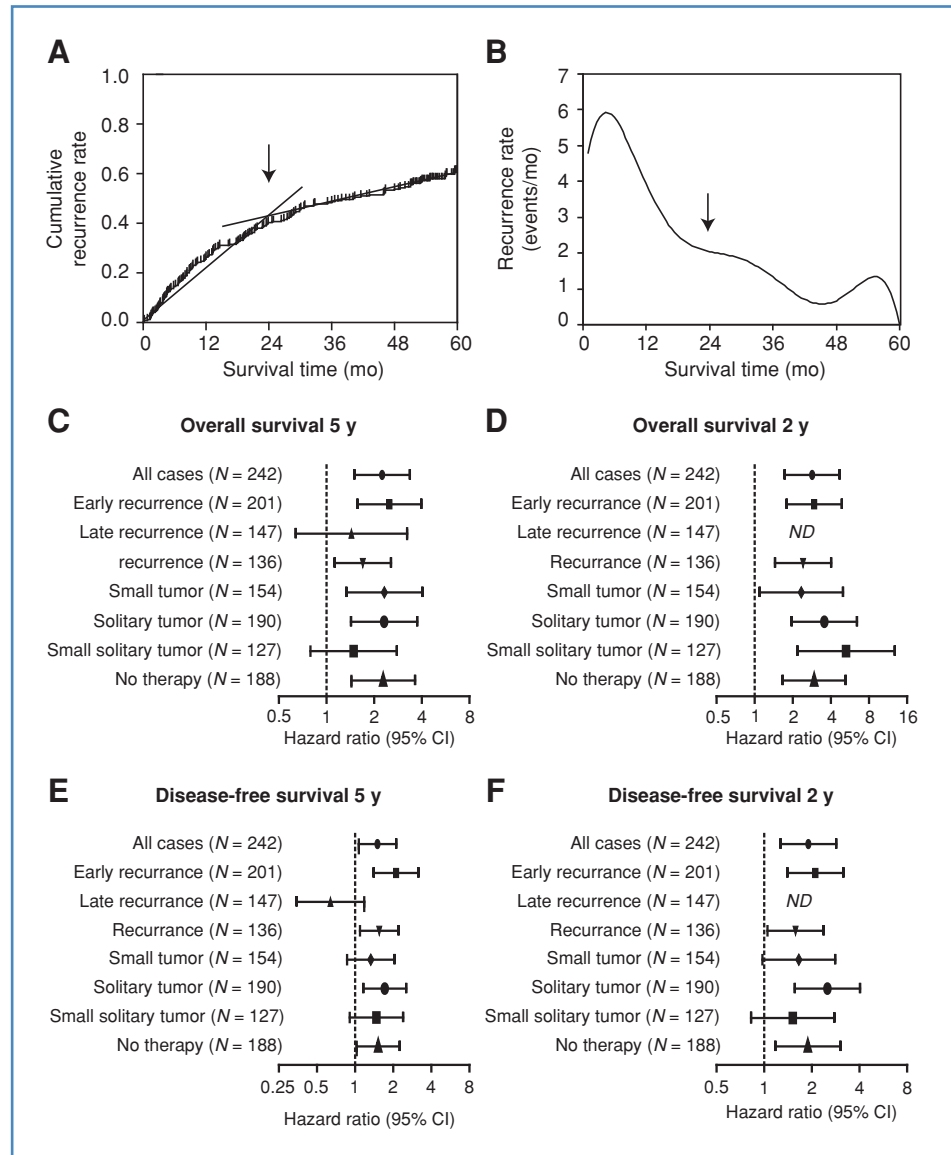 A
Cumulative
recurrence rate
1.0
0.8
0.6
0.4
0.2
0.0
0 12 24 36 48 60
Survival time (mo)
B
Recurrence rate
(events/mo)
7
6
5
4
3
2
1
0
0 12 24 36 48 60
Survival time (mo)
C
Overall survival 5 y
All cases (N = 242)
Early recurrence (N = 201)
Late recurrence (N = 147)
recurrence (N = 136)
Small tumor (N = 154)
Solitary tumor (N = 190)
Small solitary tumor (N = 127)
No therapy (N = 188)
0.5 1 2 4 8
Hazard ratio (95% CI)
D
Overall survival 2 y
All cases (N = 242)
Early recurrance (N = 201)
Late recurrence (N = 147) ND
Recurrance (N = 136)
Small tumor (N = 154)
Solitary tumor (N = 190)
Small solitary tumor (N = 127)
No therapy (N = 188)
0.5 1 2 4 8 16
Hazard ratio (95% CI)
E
Disease-free survival 5 y
All cases (N = 242)
Early recurrance (N = 201)
Late recurrance (N = 147)
Recurrance (N = 136)
Small tumor (N = 154)
Solitary tumor (N = 190)
Small solitary tumor (N = 127)
No therapy (N = 188)
0.25 0.5 1 2 4 8
Hazard ratio (95% CI)
F
Disease-free survival 2 y
All cases (N = 242)
Early recurrance (N = 201)
Late recurrance (N = 147) ND
Recurrance (N = 136)
Small tumor (N = 154)
Solitary tumor (N = 190)
Small solitary tumor (N = 127)
No therapy (N = 188)
0.5 1 2 4 8
Hazard ratio (95% CI)